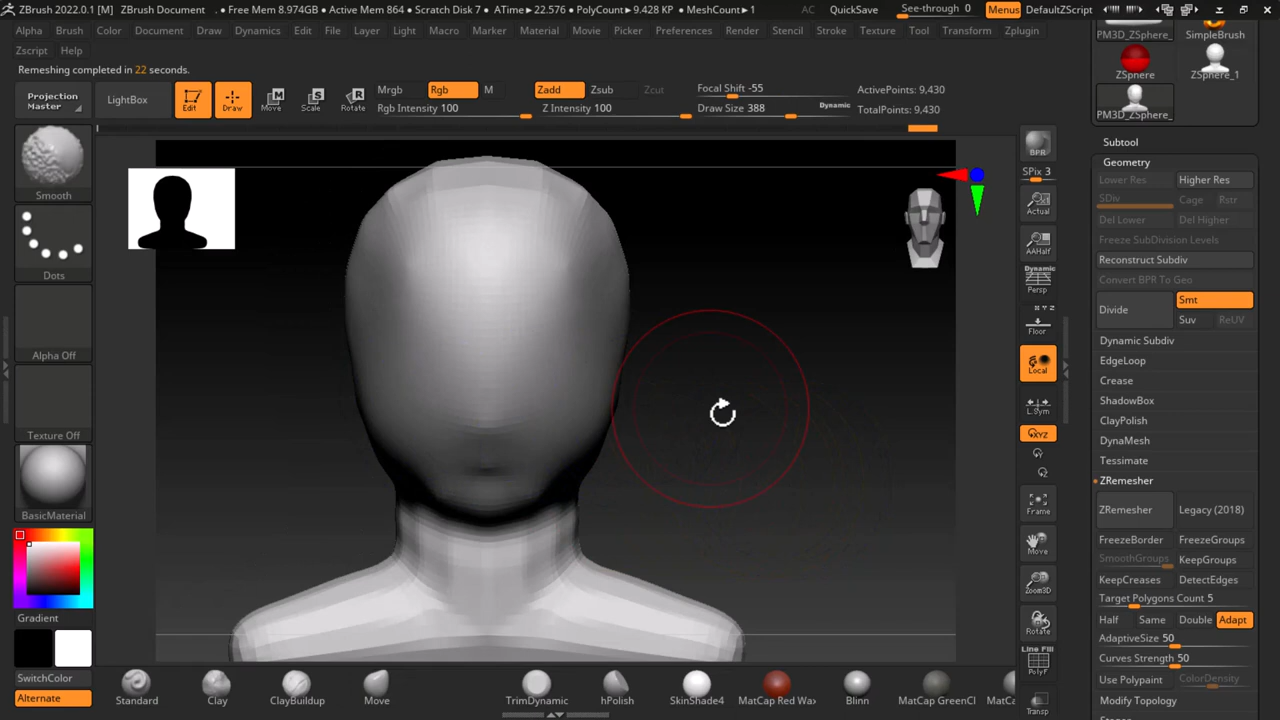 ZBrush 2022.0.1 [M] ZBrush Document . • Free Mem 8.974GB • Active Mem 864 • Scratch Disk 7 • ATime▸22.576 • PolyCount▸9.428 KP • MeshCount▸1 AC QuickSave See-through 0 Menus DefaultZScript
Alpha Brush Color Document Draw Dynamics Edit File Layer Light Macro Marker Material Movie Picker Preferences Render Stencil Stroke Texture Tool Transform Zplugin
Zscript Help
Remeshing completed in 22 seconds.
Projection Master
LightBox
Edit
Draw
Move
Scale
Rotate
Mrgb Rgb M
Rgb Intensity 100
Zadd Zsub Zcut
Z Intensity 100
Focal Shift -55
Draw Size 388 Dynamic
ActivePoints: 9,430
TotalPoints: 9,430
Smooth
Dots
Alpha Off
Texture Off
BasicMaterial
Gradient
SwitchColor
Alternate
BPR
SPix 3
Actual
AAHalf
Dynamic
Persp
X Y Z
Floor
Local
L.Sym
XYZ
Frame
Move
Zoom3D
Rotate
Line Fill
PolyF
Transp
PM3D_ZSphere_ SimpleBrush
ZSphere ZSphere_1
PM3D_ZSphere_
Subtool
Geometry
Lower Res Higher Res
SDiv Cage Rstr
Del Lower Del Higher
Freeze SubDivision Levels
Reconstruct Subdiv
Convert BPR To Geo
Divide Smt
Suv ReUV
Dynamic Subdiv
EdgeLoop
Crease
ShadowBox
ClayPolish
DynaMesh
Tessimate
ZRemesher
ZRemesher Legacy (2018)
FreezeBorder FreezeGroups
SmoothGroups KeepGroups
KeepCreases DetectEdges
Target Polygons Count 5
Half Same Double Adapt
AdaptiveSize 50
Curves Strength 50
Use Polypaint ColorDensity
Modify Topology
Standard Clay ClayBuildup Move TrimDynamic hPolish SkinShade4 MatCap Red Wax Blinn MatCap GreenCl MatCa